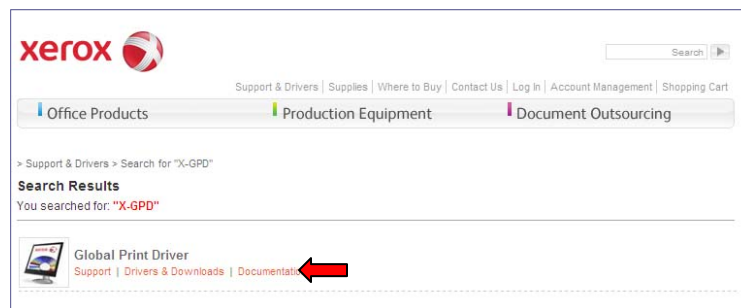 xerox
Search
Support & Drivers | Supplies | Where to Buy | Contact Us | Log In | Account Management | Shopping Cart
Office Products Production Equipment Document Outsourcing
> Support & Drivers > Search for "X-GPD"
Search Results
You searched for: "X-GPD"
Global Print Driver
Support | Drivers & Downloads | Documentatio